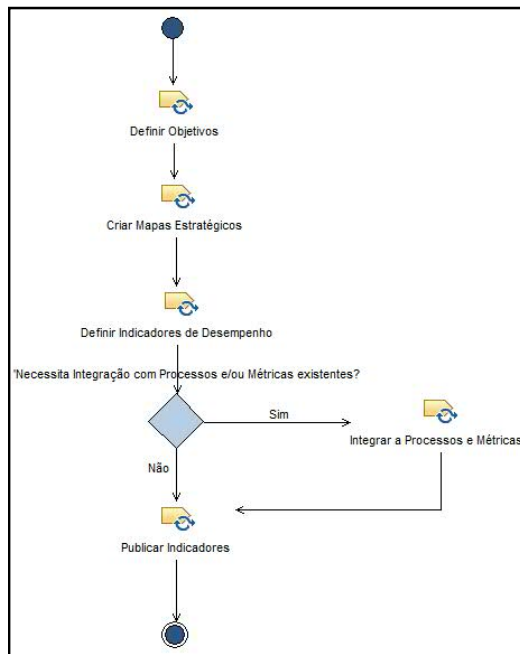 Definir Objetivos
Criar Mapas Estratégicos
Definir Indicadores de Desempenho
'Necessita Integração com Processos e/ou Métricas existentes?
Sim
Integrar a Processos e Métricas
Não
Publicar Indicadores